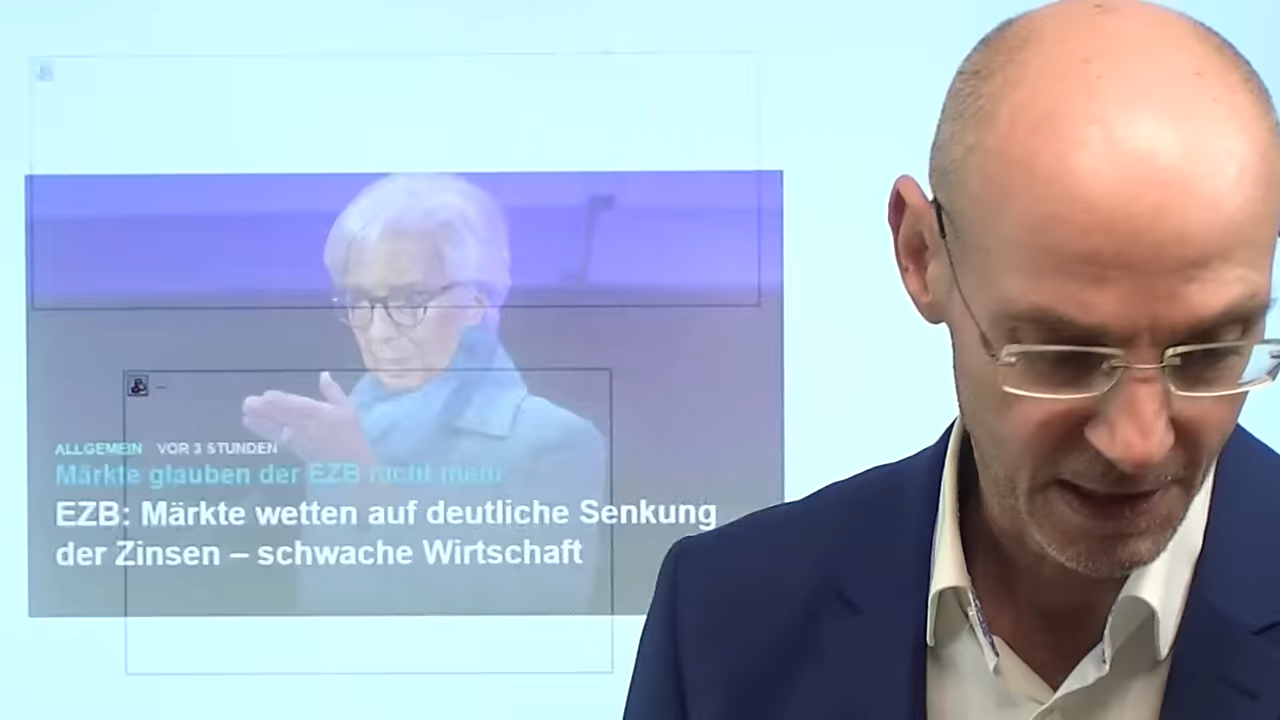 ALLGEMEIN VOR 3 STUNDEN
Märkte glauben der EZB nicht mehr
EZB: Märkte wetten auf deutliche Senkung
der Zinsen – schwache Wirtschaft